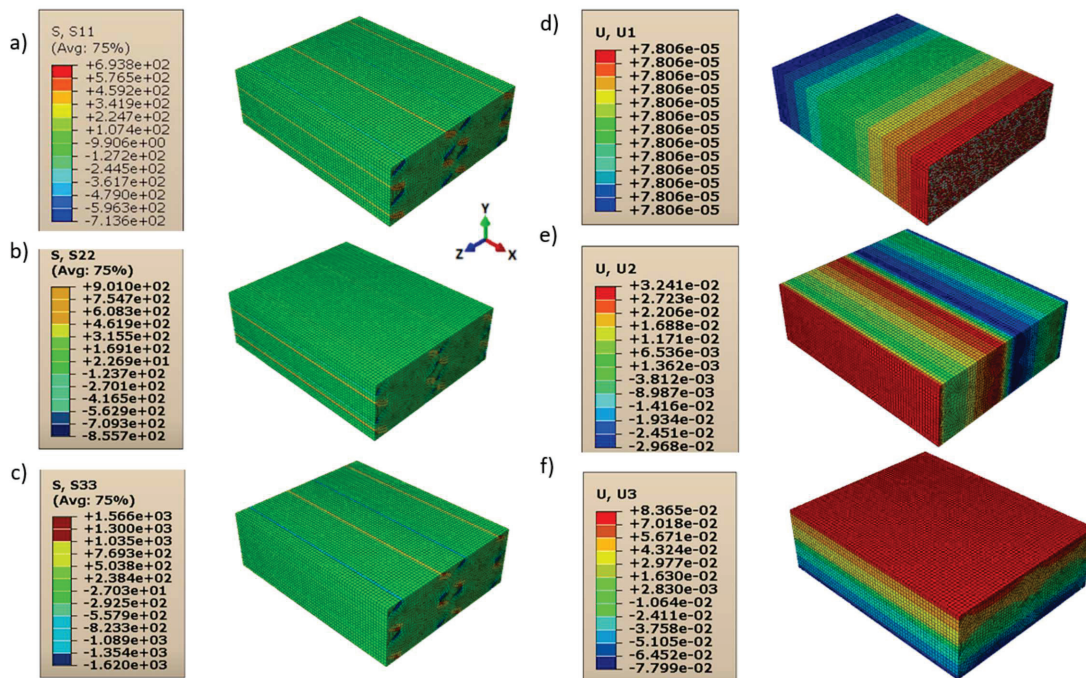 a)
S, S11
(Avg: 75%)
+6.938e+02
+5.765e+02
+4.592e+02
+3.419e+02
+2.247e+02
+1.074e+02
-9.906e+00
-1.272e+02
-2.445e+02
-3.617e+02
-4.790e+02
-5.963e+02
-7.136e+02
b)
S, S22
(Avg: 75%)
+9.010e+02
+7.547e+02
+6.083e+02
+4.619e+02
+3.155e+02
+1.691e+02
+2.269e+01
-1.237e+02
-2.701e+02
-4.165e+02
-5.629e+02
-7.093e+02
-8.557e+02
c)
S, S33
(Avg: 75%)
+1.566e+03
+1.300e+03
+1.035e+03
+7.693e+02
+5.038e+02
+2.384e+02
-2.703e+01
-2.925e+02
-5.579e+02
-8.233e+02
-1.089e+03
-1.354e+03
-1.620e+03
Y
Z
X
d)
U, U1
+7.806e-05
+7.806e-05
+7.806e-05
+7.806e-05
+7.806e-05
+7.806e-05
+7.806e-05
+7.806e-05
+7.806e-05
+7.806e-05
+7.806e-05
+7.806e-05
+7.806e-05
e)
U, U2
+3.241e-02
+2.723e-02
+2.206e-02
+1.688e-02
+1.171e-02
+6.536e-03
+1.362e-03
-3.812e-03
-8.987e-03
-1.416e-02
-1.934e-02
-2.451e-02
-2.968e-02
f)
U, U3
+8.365e-02
+7.018e-02
+5.671e-02
+4.324e-02
+2.977e-02
+1.630e-02
+2.830e-03
-1.064e-02
-2.411e-02
-3.758e-02
-5.105e-02
-6.452e-02
-7.799e-02